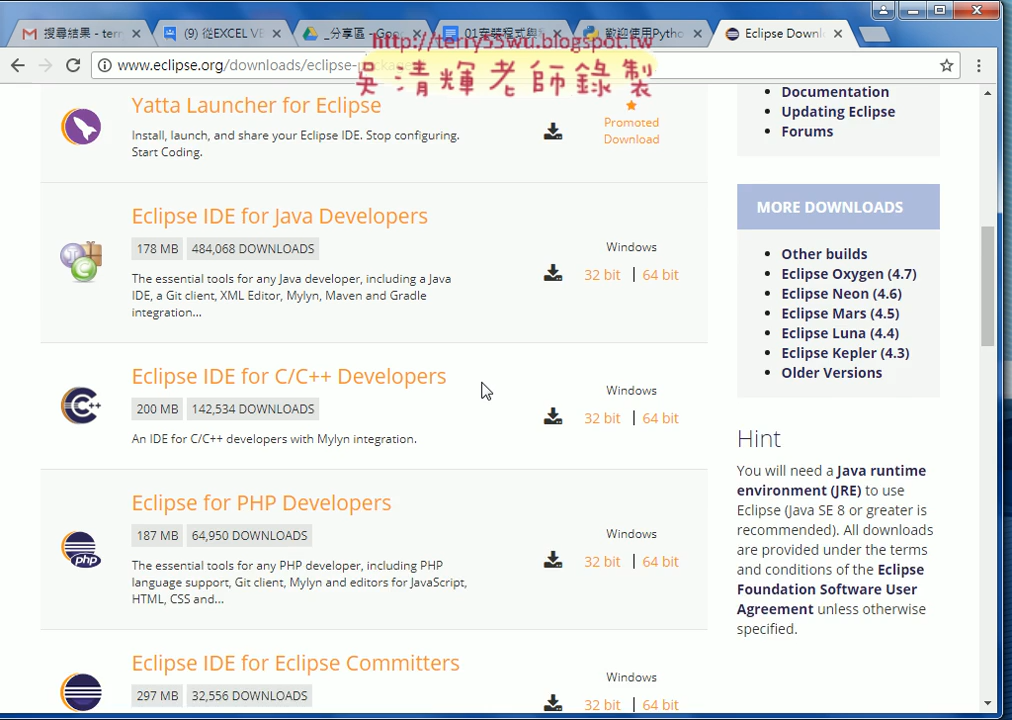 搜尋結果 - ter
(9) 從EXCEL VE
_分享區 - Goo
歡迎使用Pytho
Eclipse Downl
http://terry55wu.blogspot.tw
www.eclipse.org/downloads/eclipse-
吳清輝老師錄製
Yatta Launcher for Eclipse
Install, launch, and share your Eclipse IDE. Stop configuring.
Start Coding.
Promoted
Download
Eclipse IDE for Java Developers
178 MB 484,068 DOWNLOADS
The essential tools for any Java developer, including a Java
IDE, a Git client, XML Editor, Mylyn, Maven and Gradle
integration...
Windows
32 bit | 64 bit
Eclipse IDE for C/C++ Developers
200 MB 142,534 DOWNLOADS
An IDE for C/C++ developers with Mylyn integration.
Windows
32 bit | 64 bit
Eclipse for PHP Developers
187 MB 64,950 DOWNLOADS
The essential tools for any PHP developer, including PHP
language support, Git client, Mylyn and editors for JavaScript,
HTML, CSS and...
Windows
32 bit | 64 bit
Eclipse IDE for Eclipse Committers
297 MB 32,556 DOWNLOADS
Windows
32 bit | 64 bit
Documentation
Updating Eclipse
Forums
MORE DOWNLOADS
Other builds
Eclipse Oxygen (4.7)
Eclipse Neon (4.6)
Eclipse Mars (4.5)
Eclipse Luna (4.4)
Eclipse Kepler (4.3)
Older Versions
Hint
You will need a Java runtime
environment (JRE) to use
Eclipse (Java SE 8 or greater is
recommended). All downloads
are provided under the terms
and conditions of the Eclipse
Foundation Software User
Agreement unless otherwise
specified.